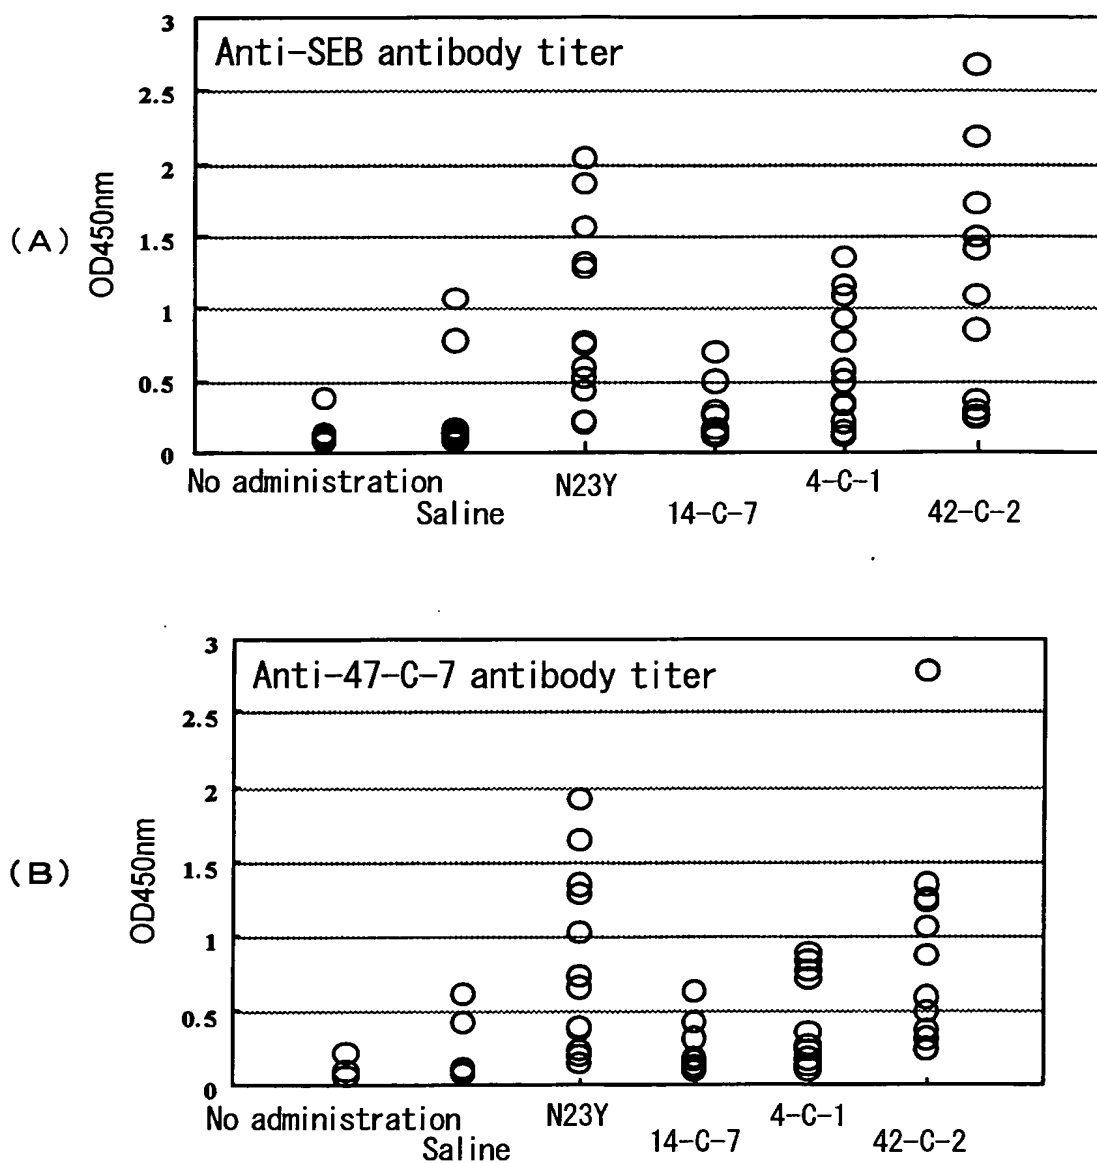 3
Anti-SEB antibody titer
2.5
2
(A)
OD450nm
1.5
1
0.5
0
No administration
N23Y
4-C-1
Saline
14-C-7
42-C-2
3
Anti-47-C-7 antibody titer
2.5
2
(B)
OD450nm
1.5
1
0.5
0
No administration
N23Y
4-C-1
Saline
14-C-7
42-C-2